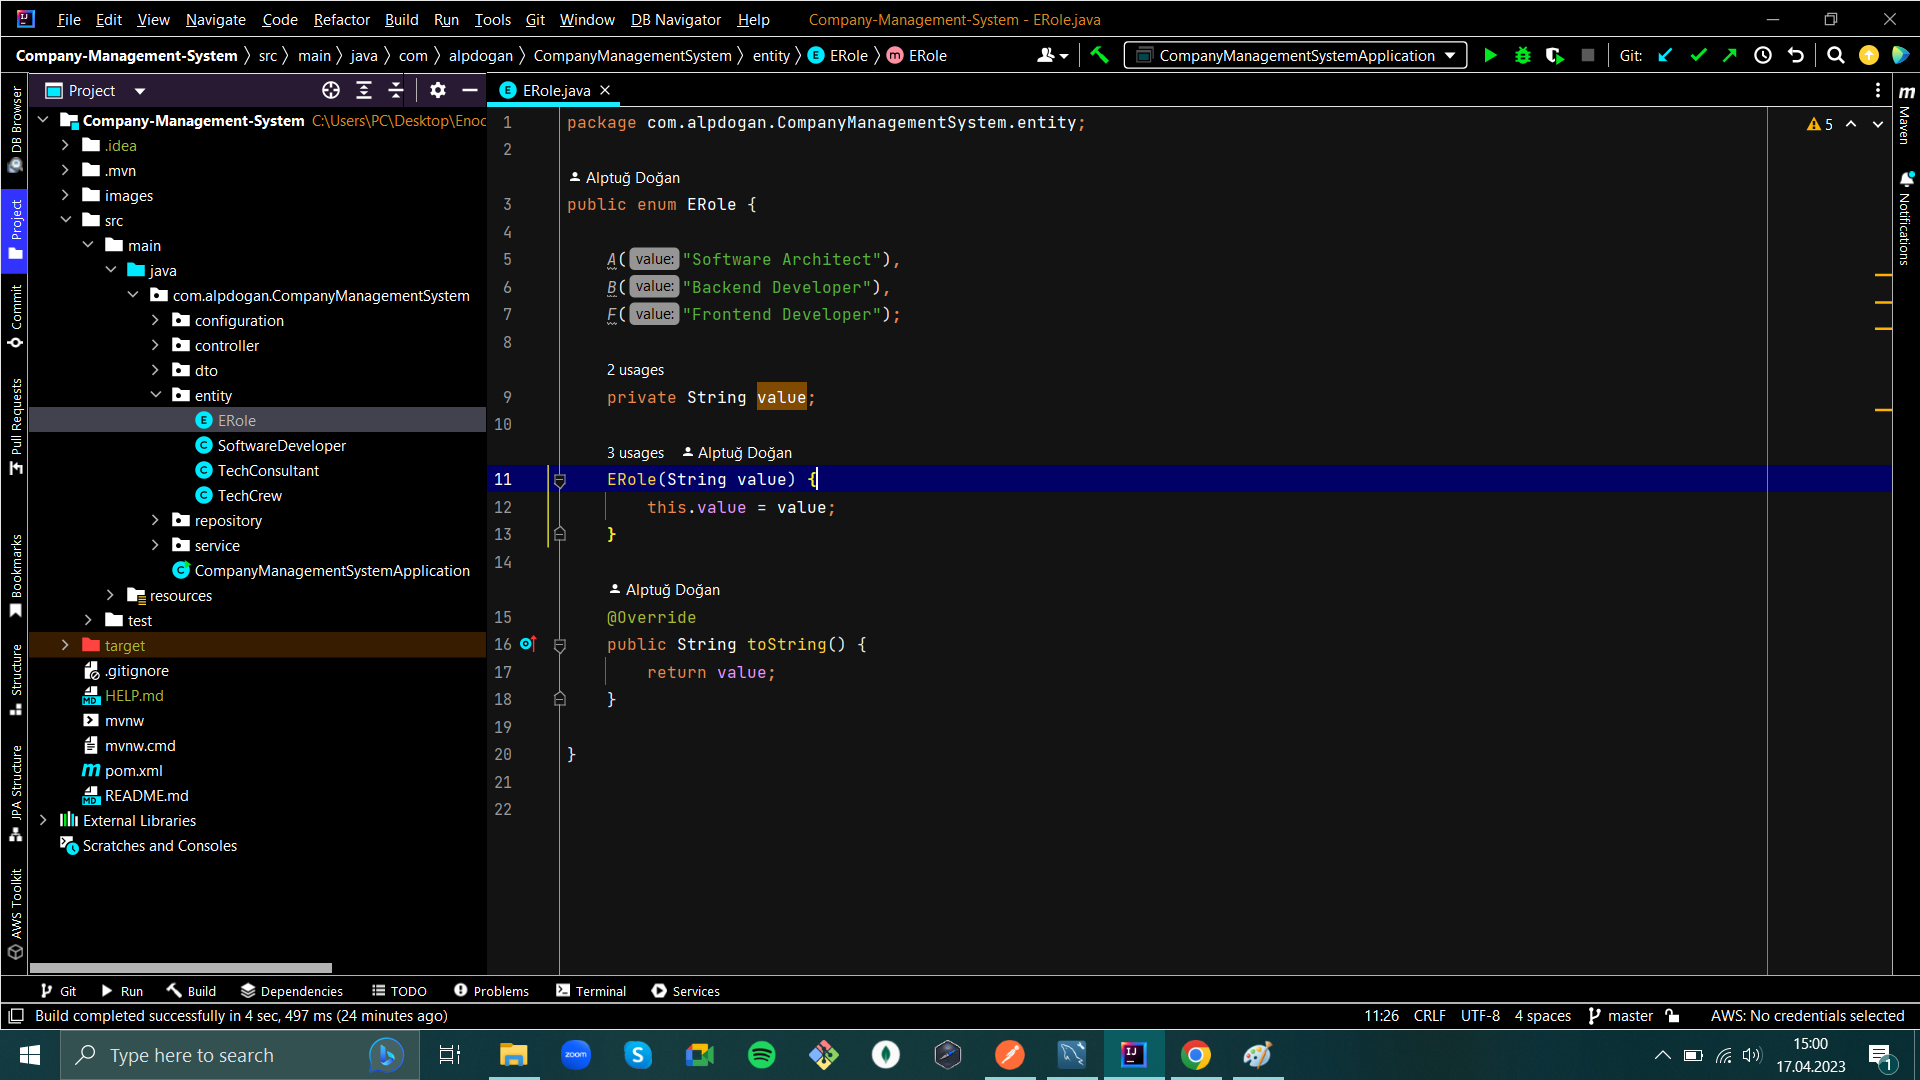 File Edit View Navigate Code Refactor Build Run Tools Git Window DB Navigator Help Company-Management-System - ERole.java
Company-Management-System src main java com alpdogan CompanyManagementSystem entity ERole ERole CompanyManagementSystemApplication Git:
Project
ERole.java
DB Browser
Project
Commit
Pull Requests
Bookmarks
Structure
JPA Structure
AWS Toolkit
Company-Management-System C:\Users\PC\Desktop\Enoc
.idea
.mvn
images
src
main
java
com.alpdogan.CompanyManagementSystem
configuration
controller
dto
entity
ERole
SoftwareDeveloper
TechConsultant
TechCrew
repository
service
CompanyManagementSystemApplication
resources
test
target
.gitignore
HELP.md
mvnw
mvnw.cmd
pom.xml
README.md
External Libraries
Scratches and Consoles
1 package com.alpdogan.CompanyManagementSystem.entity;
2
Alptuğ Doğan
3 public enum ERole {
4
5 A( value: "Software Architect"),
6 B( value: "Backend Developer"),
7 F( value: "Frontend Developer");
8
2 usages
9 private String value;
10
3 usages Alptuğ Doğan
11 ERole(String value) {
12 this.value = value;
13 }
14
Alptuğ Doğan
15 @Override
16 public String toString() {
17 return value;
18 }
19
20 }
21
22
5
Maven
Notifications
Git Run Build Dependencies TODO Problems Terminal Services
Build completed successfully in 4 sec, 497 ms (24 minutes ago) 11:26 CRLF UTF-8 4 spaces master AWS: No credentials selected
Type here to search
zoom
15:00
17.04.2023
1